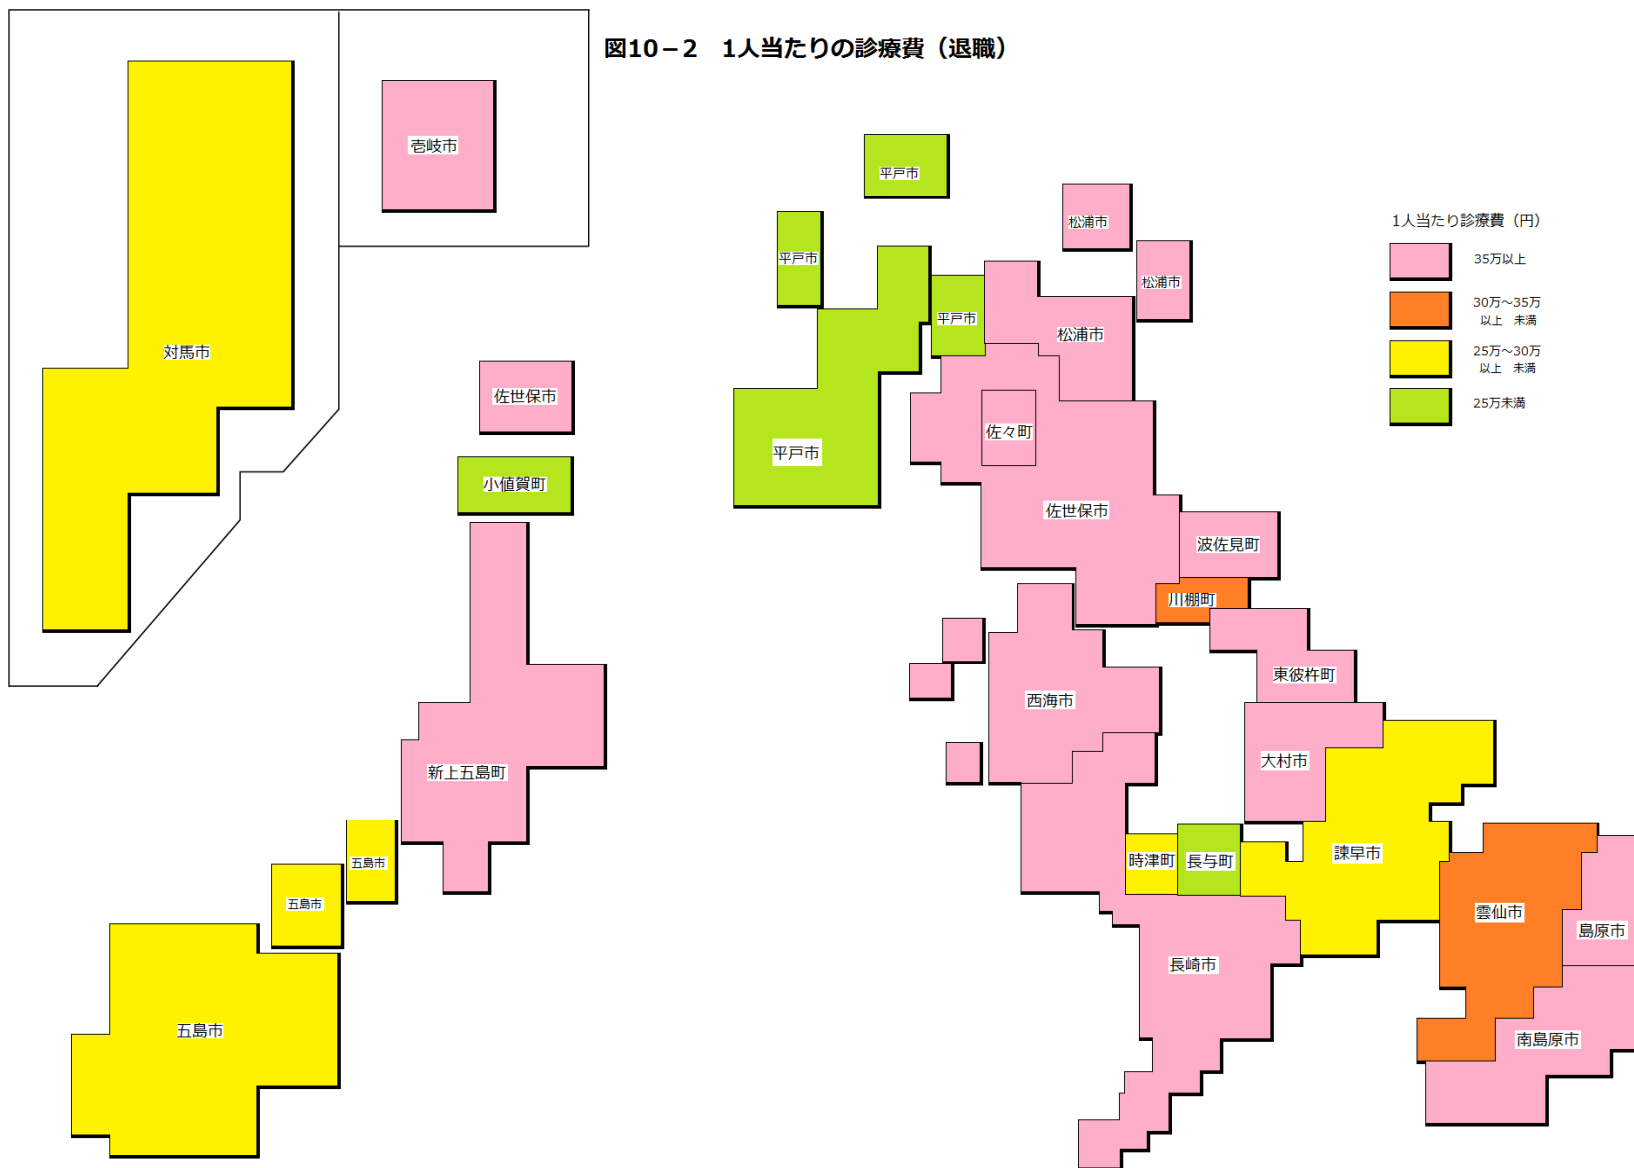 図10－2　1人当たりの診療費（退職）
壱岐市
対馬市
平戸市
平戸市
平戸市
平戸市
松浦市
松浦市
松浦市
1人当たり診療費（円）
35万以上
30万～35万
以上　未満
25万～30万
以上　未満
25万未満
佐世保市
小値賀町
佐々町
佐世保市
波佐見町
川棚町
東彼杵町
西海市
大村市
新上五島町
五島市
五島市
五島市
時津町
長与町
諫早市
雲仙市
島原市
長崎市
南島原市